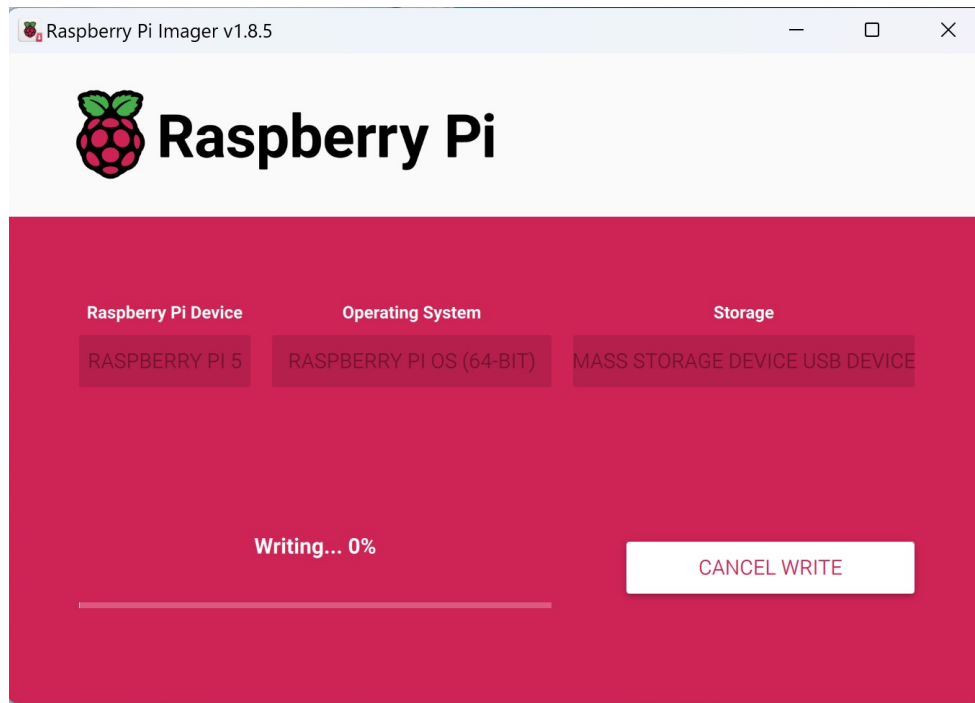 Raspberry Pi Imager v1.8.5
Raspberry Pi
Raspberry Pi Device
Operating System
Storage
RASPBERRY PI 5
RASPBERRY PI OS (64-BIT)
MASS STORAGE DEVICE USB DEVICE
Writing... 0%
CANCEL WRITE